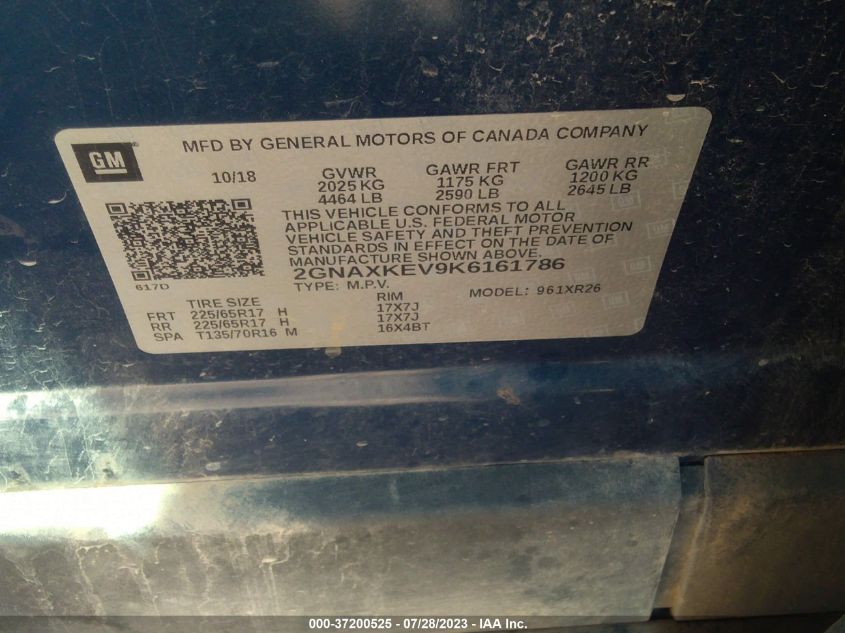 GM
MFD BY GENERAL MOTORS OF CANADA COMPANY
10/18
GVWR
2025 KG
4464 LB
GAWR FRT
1175 KG
2590 LB
GAWR RR
1200 KG
2645 LB
THIS VEHICLE CONFORMS TO ALL
APPLICABLE U.S. FEDERAL MOTOR
VEHICLE SAFETY AND THEFT PREVENTION
STANDARDS IN EFFECT ON THE DATE OF
MANUFACTURE SHOWN ABOVE.
617D
2GNAXKEV9K6161786
TYPE: M.P.V.
MODEL: 961XR26
TIRE SIZE RIM
FRT 225/65R17 H 17X7J
RR 225/65R17 H 17X7J
SPA T135/70R16 M 16X4BT
000-37200525 - 07/28/2023 - IAA Inc.